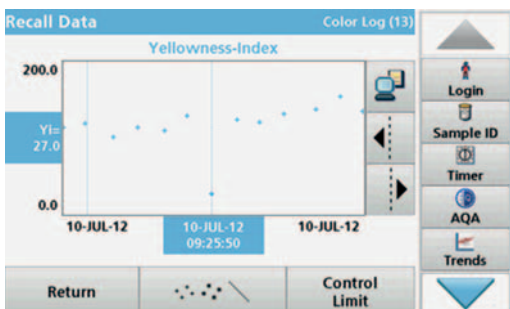 Recall Data
Color Log (13)
Yellowness-Index
200.0
Yi=
27.0
0.0
10-JUL-12
10-JUL-12
09:25:50
10-JUL-12
Return
Control
Limit
Login
Sample ID
Timer
AQA
Trends